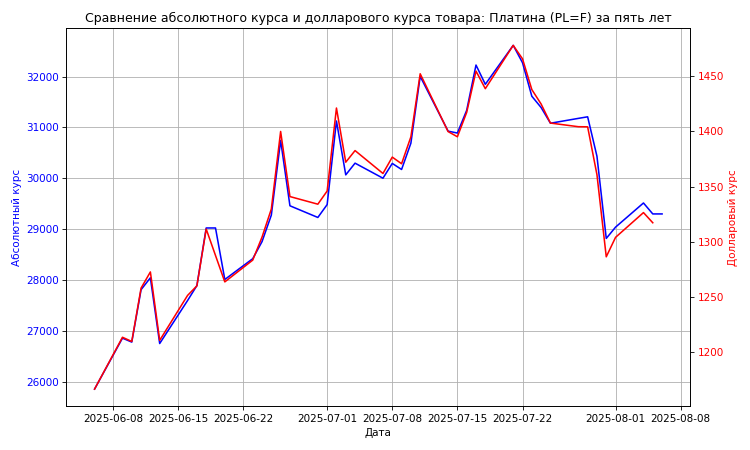 Сравнение абсолютного курса и долларового курса товара: Платина (PL=F) за пять лет
Абсолютный курс
32000
31000
30000
29000
28000
27000
26000
1450
1400
1350
1300
1250
1200
Долларовый курс
2025-06-08 2025-06-15 2025-06-22 2025-07-01 2025-07-08 2025-07-15 2025-07-22 2025-08-01 2025-08-08
Дата